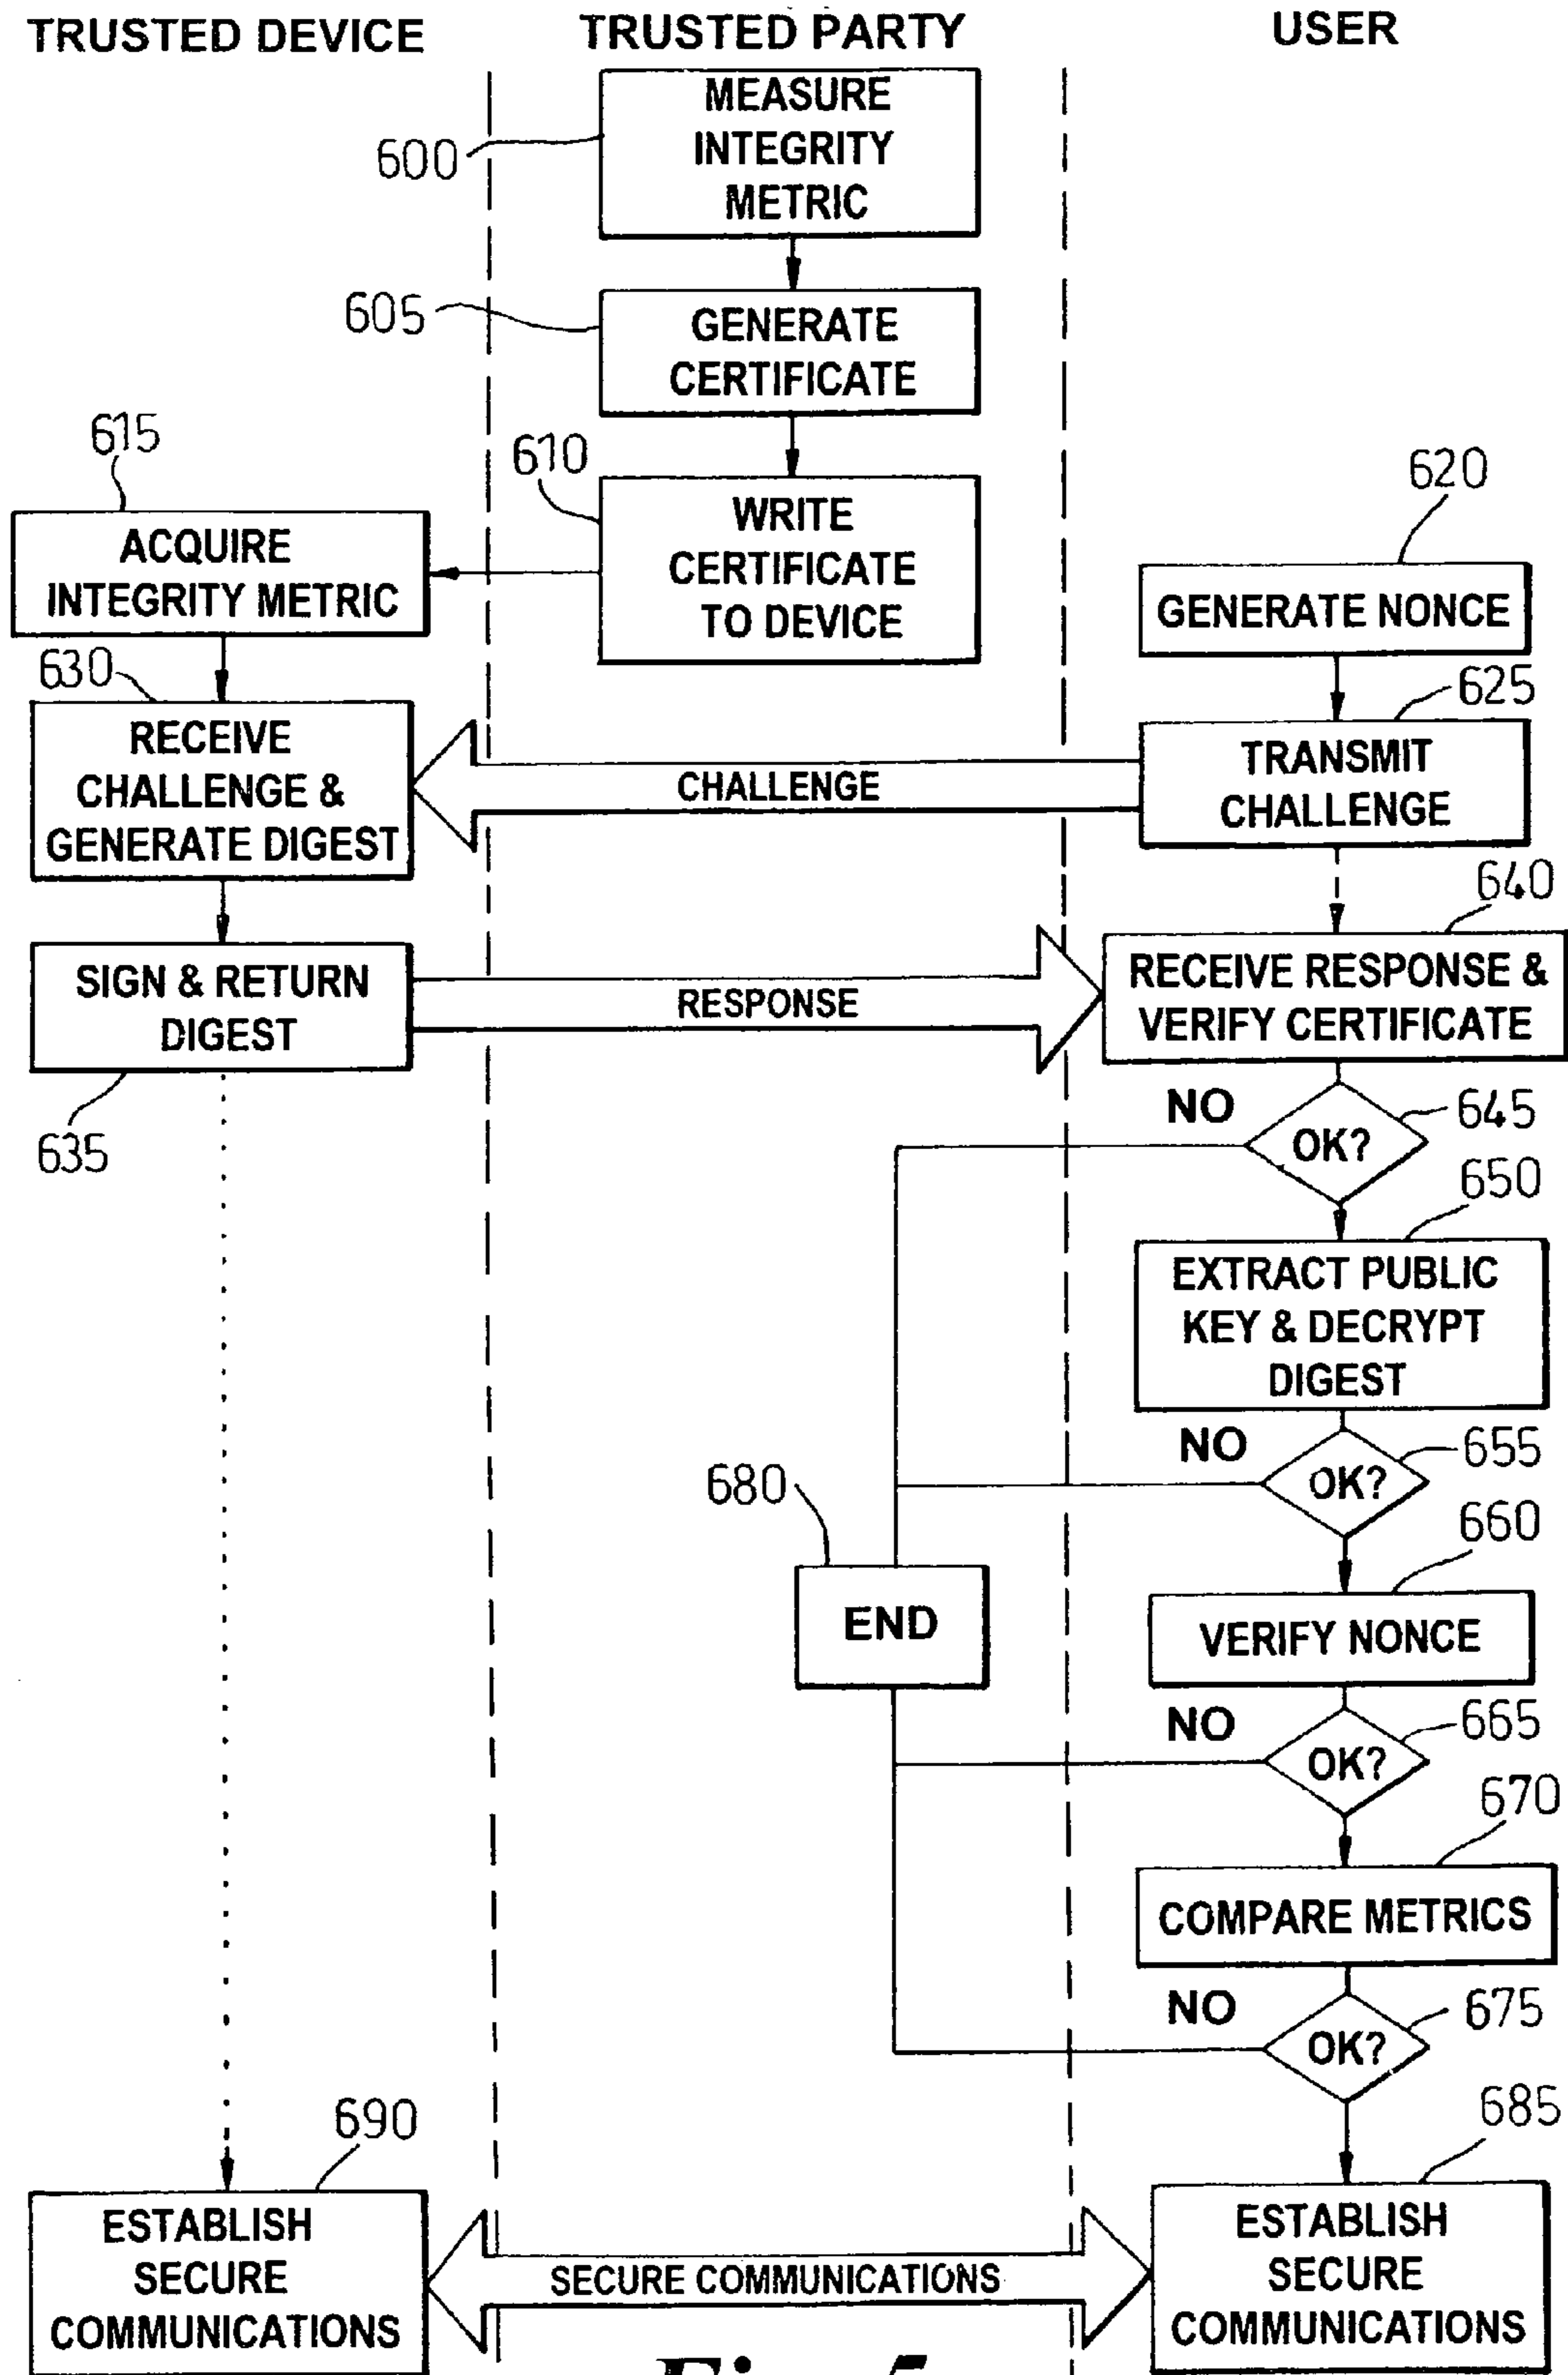 TRUSTED DEVICE
TRUSTED PARTY
USER
MEASURE
INTEGRITY
METRIC
600
605
GENERATE
CERTIFICATE
615
610
620
ACQUIRE
INTEGRITY METRIC
WRITE
CERTIFICATE
TO DEVICE
GENERATE NONCE
630
625
RECEIVE
CHALLENGE &
GENERATE DIGEST
CHALLENGE
TRANSMIT
CHALLENGE
640
SIGN & RETURN
DIGEST
RESPONSE
RECEIVE RESPONSE &
VERIFY CERTIFICATE
635
NO
OK?
645
650
EXTRACT PUBLIC
KEY & DECRYPT
DIGEST
NO
OK?
655
680
660
END
VERIFY NONCE
NO
OK?
665
670
COMPARE METRICS
NO
OK?
675
690
685
ESTABLISH
SECURE
COMMUNICATIONS
SECURE COMMUNICATIONS
ESTABLISH
SECURE
COMMUNICATIONS